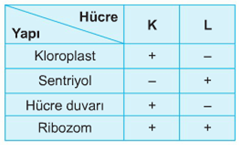 Hücre
Yapı
K L
Kloroplast + –
Sentriyol – +
Hücre duvarı + –
Ribozom + +